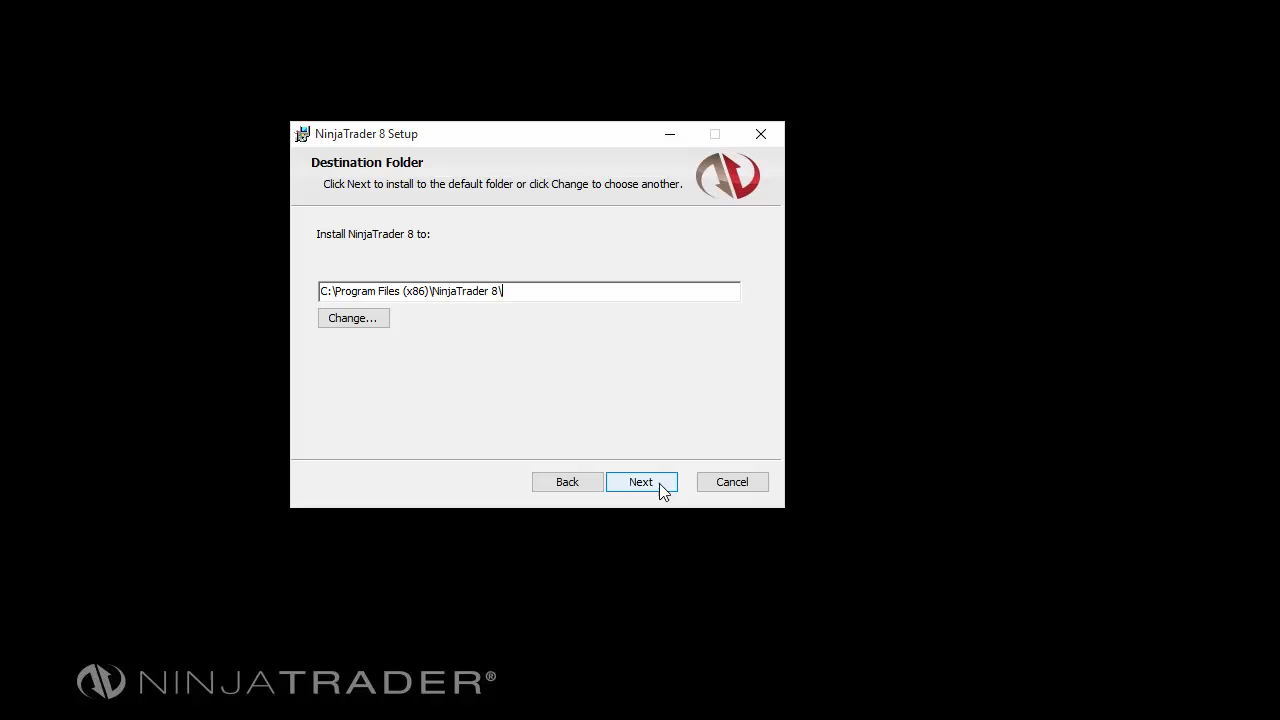 NinjaTrader 8 Setup
Destination Folder
Click Next to install to the default folder or click Change to choose another.
Install NinjaTrader 8 to:
C:\Program Files (x86)\NinjaTrader 8\
Change...
Back
Next
Cancel
NINJATRADER®